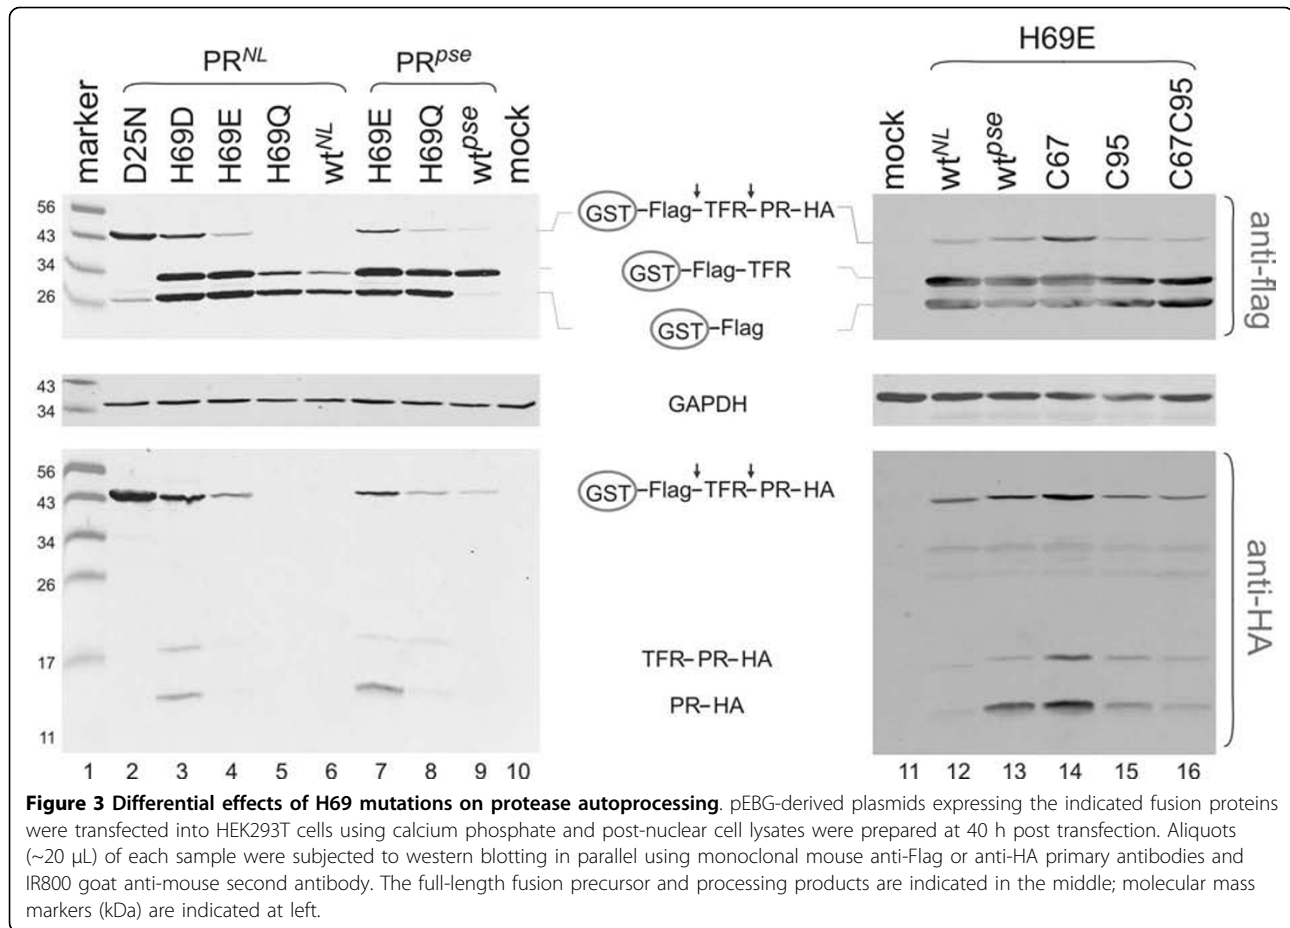 PR^NL
PR^pse
H69E
marker
D25N
H69D
H69E
H69Q
wt^NL
H69E
H69Q
wt^pse
mock
mock
wt^NL
wt^pse
C67
C95
C67C95
56
43
34
26
GST–Flag–TFR–PR–HA
GST–Flag–TFR
GST–Flag
anti-flag
43
34
GAPDH
56
43
34
26
17
11
GST–Flag–TFR–PR–HA
TFR–PR–HA
PR–HA
anti-HA
1 2 3 4 5 6 7 8 9 10 11 12 13 14 15 16
Figure 3 Differential effects of H69 mutations on protease autoprocessing. pEBG-derived plasmids expressing the indicated fusion proteins
were transfected into HEK293T cells using calcium phosphate and post-nuclear cell lysates were prepared at 40 h post transfection. Aliquots
(~20 μL) of each sample were subjected to western blotting in parallel using monoclonal mouse anti-Flag or anti-HA primary antibodies and
IR800 goat anti-mouse second antibody. The full-length fusion precursor and processing products are indicated in the middle; molecular mass
markers (kDa) are indicated at left.